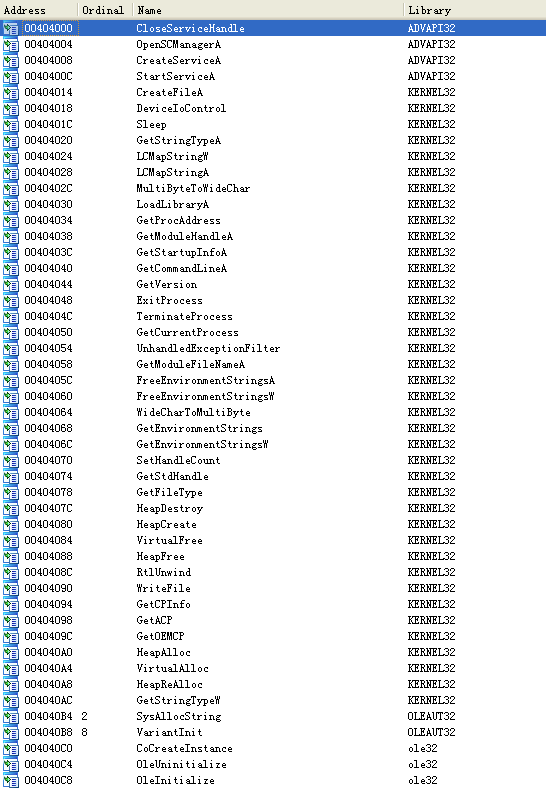 Address Ordinal Name Library
00404000 CloseServiceHandle ADVAPI32
00404004 OpenSCManagerA ADVAPI32
00404008 CreateServiceA ADVAPI32
0040400C StartServiceA ADVAPI32
00404014 CreateFileA KERNEL32
00404018 DeviceIoControl KERNEL32
0040401C Sleep KERNEL32
00404020 GetStringTypeA KERNEL32
00404024 LCMapStringW KERNEL32
00404028 LCMapStringA KERNEL32
0040402C MultiByteToWideChar KERNEL32
00404030 LoadLibraryA KERNEL32
00404034 GetProcAddress KERNEL32
00404038 GetModuleHandleA KERNEL32
0040403C GetStartupInfoA KERNEL32
00404040 GetCommandLineA KERNEL32
00404044 GetVersion KERNEL32
00404048 ExitProcess KERNEL32
0040404C TerminateProcess KERNEL32
00404050 GetCurrentProcess KERNEL32
00404054 UnhandledExceptionFilter KERNEL32
00404058 GetModuleFileNameA KERNEL32
0040405C FreeEnvironmentStringsA KERNEL32
00404060 FreeEnvironmentStringsW KERNEL32
00404064 WideCharToMultiByte KERNEL32
00404068 GetEnvironmentStrings KERNEL32
0040406C GetEnvironmentStringsW KERNEL32
00404070 SetHandleCount KERNEL32
00404074 GetStdHandle KERNEL32
00404078 GetFileType KERNEL32
0040407C HeapDestroy KERNEL32
00404080 HeapCreate KERNEL32
00404084 VirtualFree KERNEL32
00404088 HeapFree KERNEL32
0040408C RtlUnwind KERNEL32
00404090 WriteFile KERNEL32
00404094 GetCPInfo KERNEL32
00404098 GetACP KERNEL32
0040409C GetOEMCP KERNEL32
004040A0 HeapAlloc KERNEL32
004040A4 VirtualAlloc KERNEL32
004040A8 HeapReAlloc KERNEL32
004040AC GetStringTypeW KERNEL32
004040B4 2 SysAllocString OLEAUT32
004040B8 8 VariantInit OLEAUT32
004040C0 CoCreateInstance ole32
004040C4 OleUninitialize ole32
004040C8 OleInitialize ole32